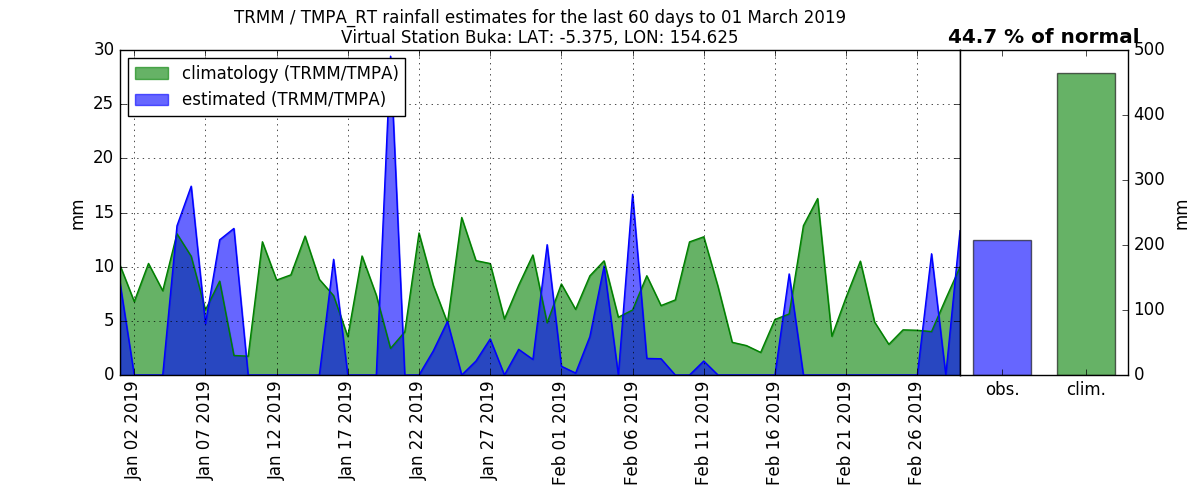 TRMM / TMPA_RT rainfall estimates for the last 60 days to 01 March 2019
Virtual Station Buka: LAT: -5.375, LON: 154.625
44.7 % of normal
climatology (TRMM/TMPA)
estimated (TRMM/TMPA)
30
25
20
15
10
5
0
mm
Jan 02 2019
Jan 07 2019
Jan 12 2019
Jan 17 2019
Jan 22 2019
Jan 27 2019
Feb 01 2019
Feb 06 2019
Feb 11 2019
Feb 16 2019
Feb 21 2019
Feb 26 2019
obs.
clim.
500
400
300
200
100
0
mm